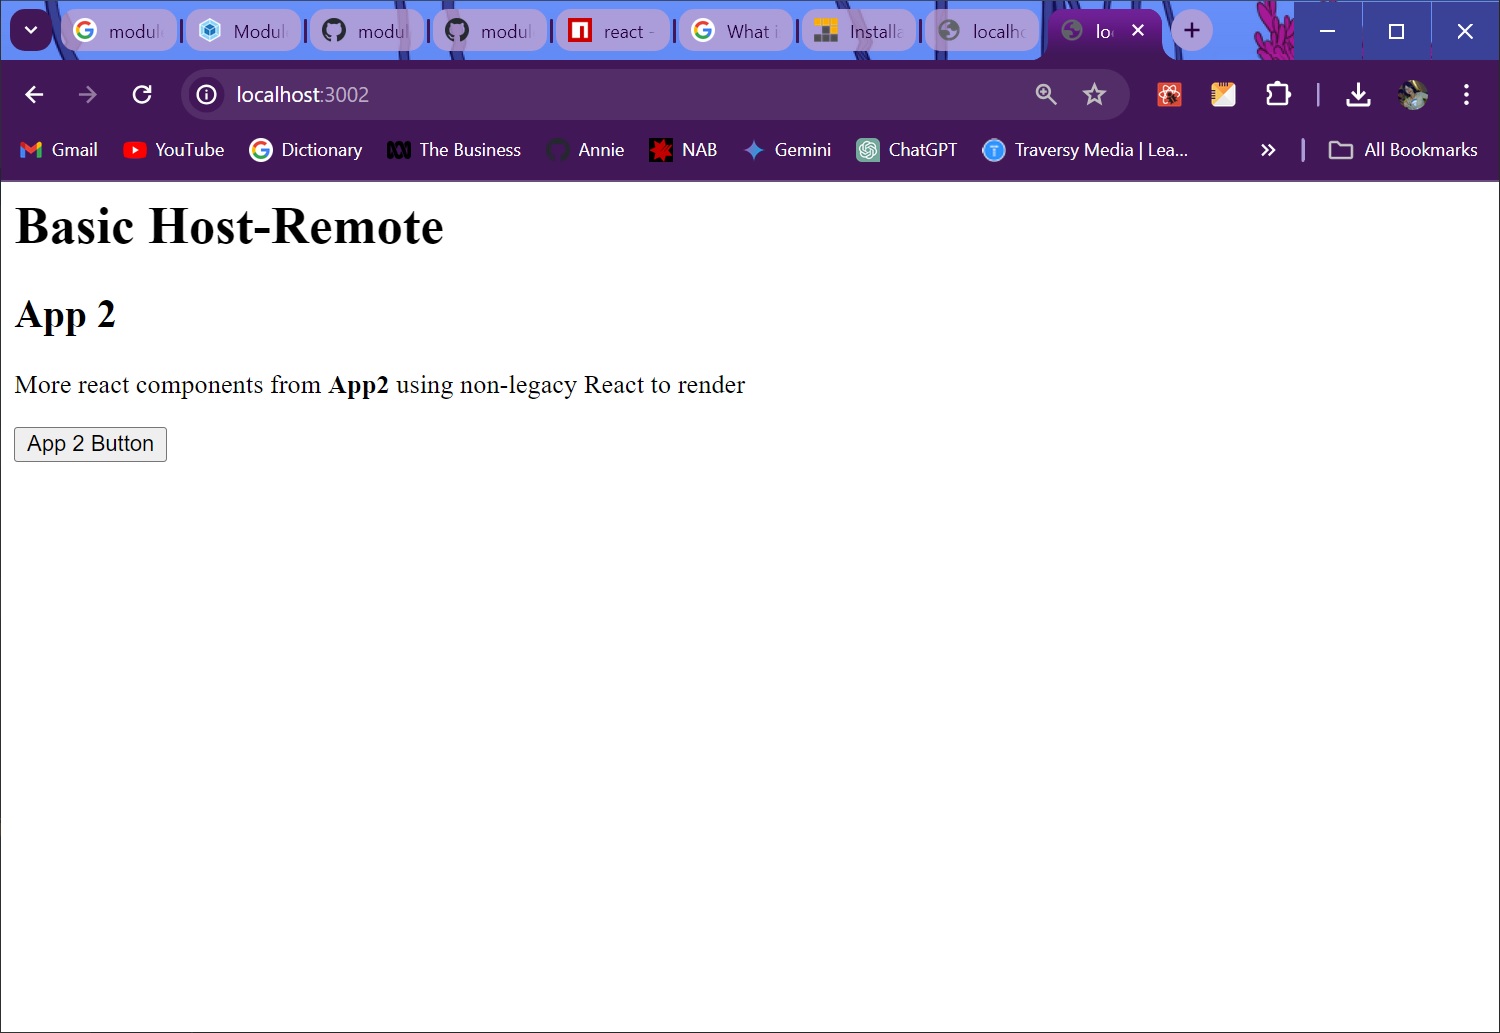 modul
Modul
modul
modul
react -
What i
Installa
localho
lo
localhost:3002
Gmail
YouTube
Dictionary
The Business
Annie
NAB
Gemini
ChatGPT
Traversy Media | Lea...
All Bookmarks
Basic Host-Remote
App 2
More react components from App2 using non-legacy React to render
App 2 Button